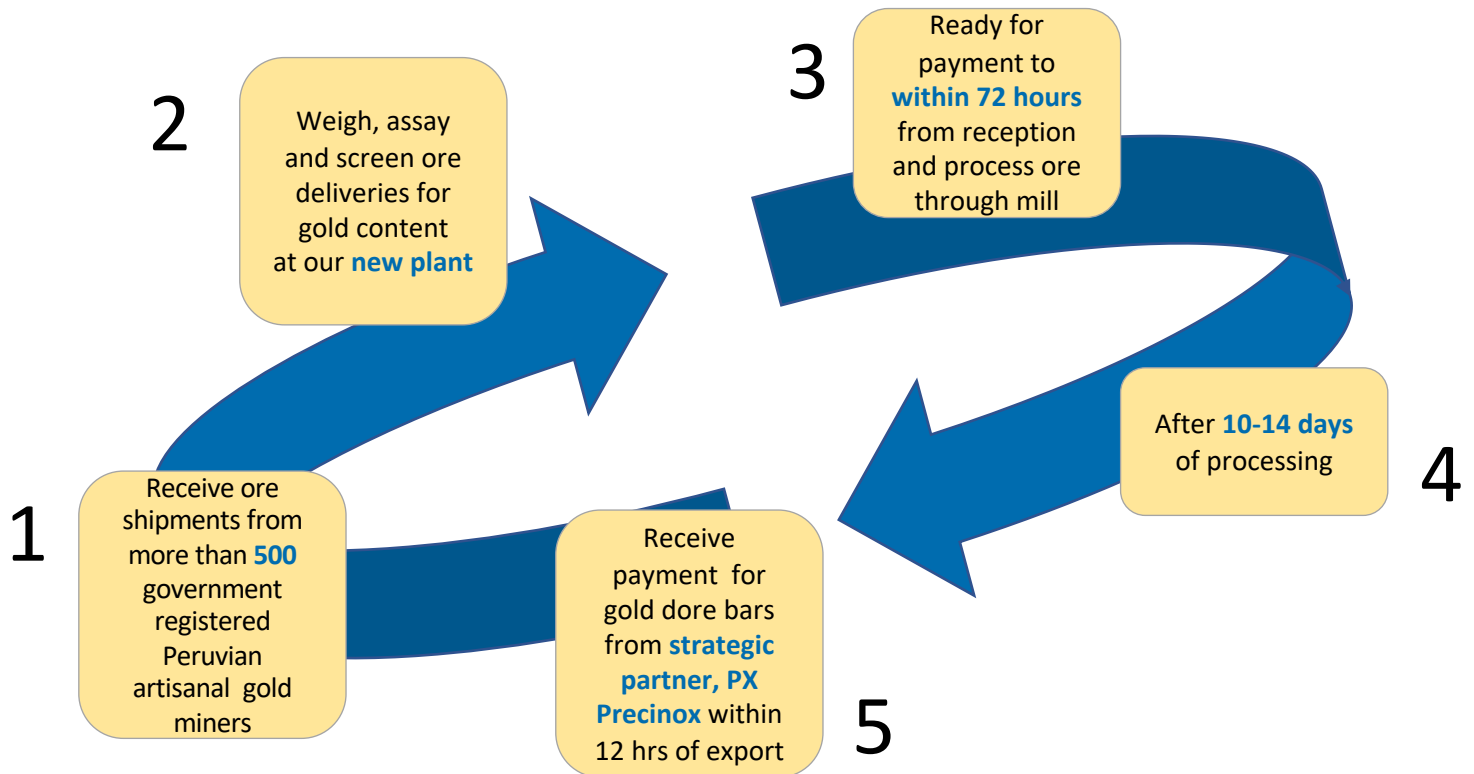 1
Receive ore
shipments from
more than 500
government
registered
Peruvian
artisanal gold
miners
2
Weigh, assay
and screen ore
deliveries for
gold content
at our new plant
3
Ready for
payment to
within 72 hours
from reception
and process ore
through mill
After 10-14 days
of processing
4
Receive
payment for
gold dore bars
from strategic
partner, PX
Precinox within
12 hrs of export
5